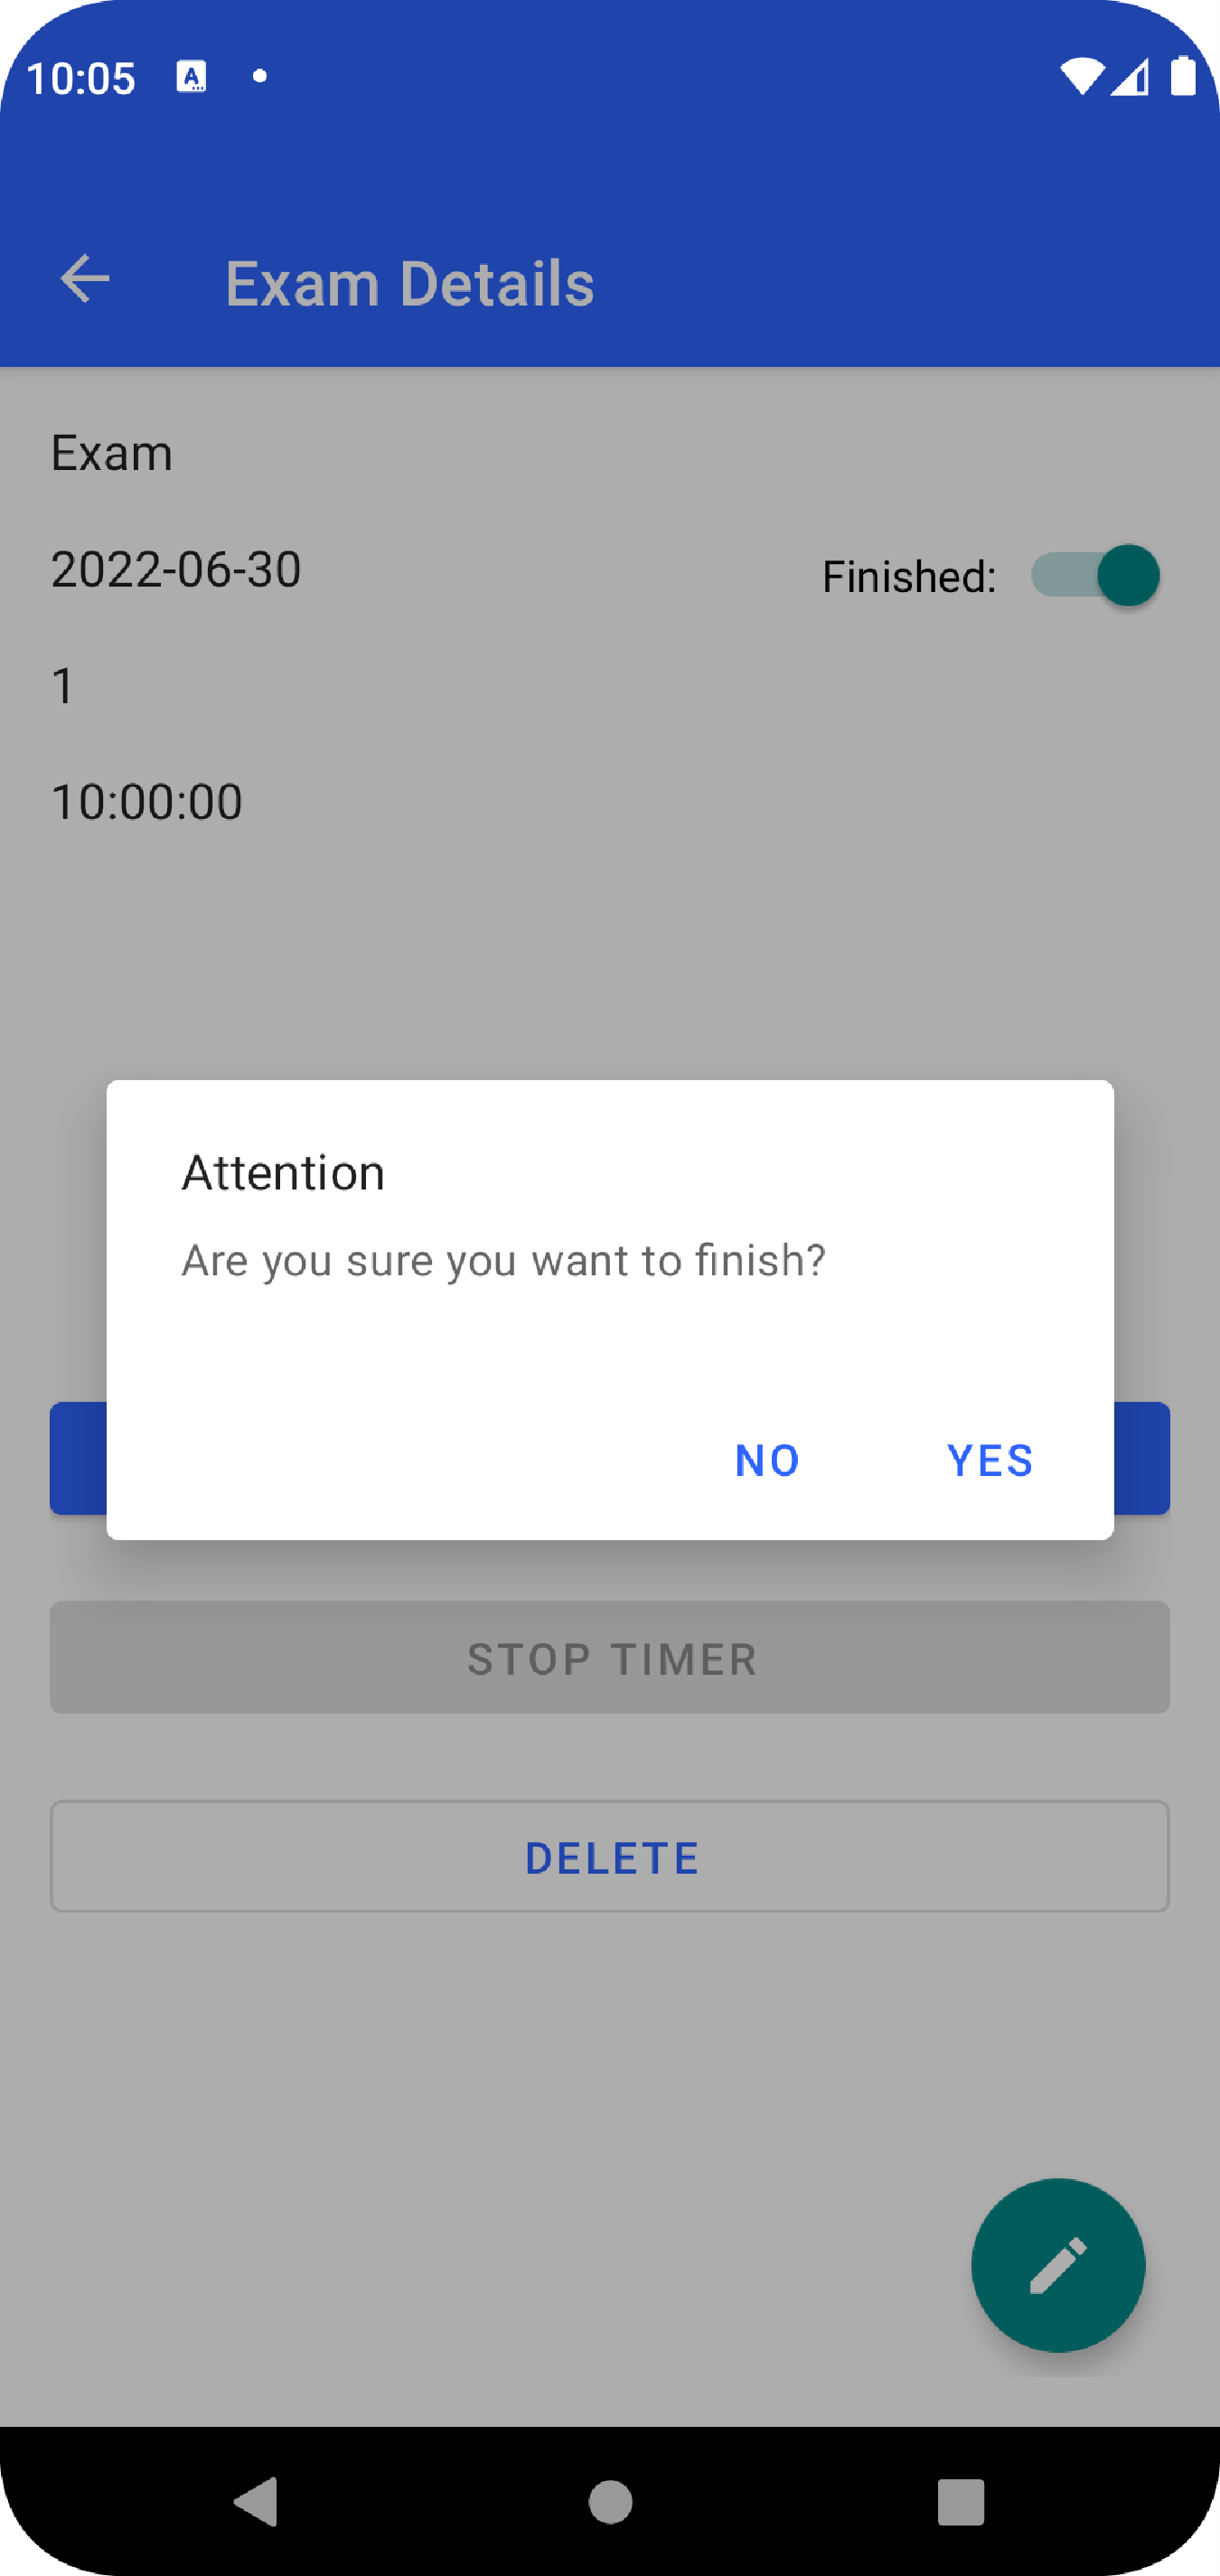 10:05
Exam Details
Exam
2022-06-30
Finished:
1
10:00:00
Attention
Are you sure you want to finish?
NO YES
STOP TIMER
DELETE